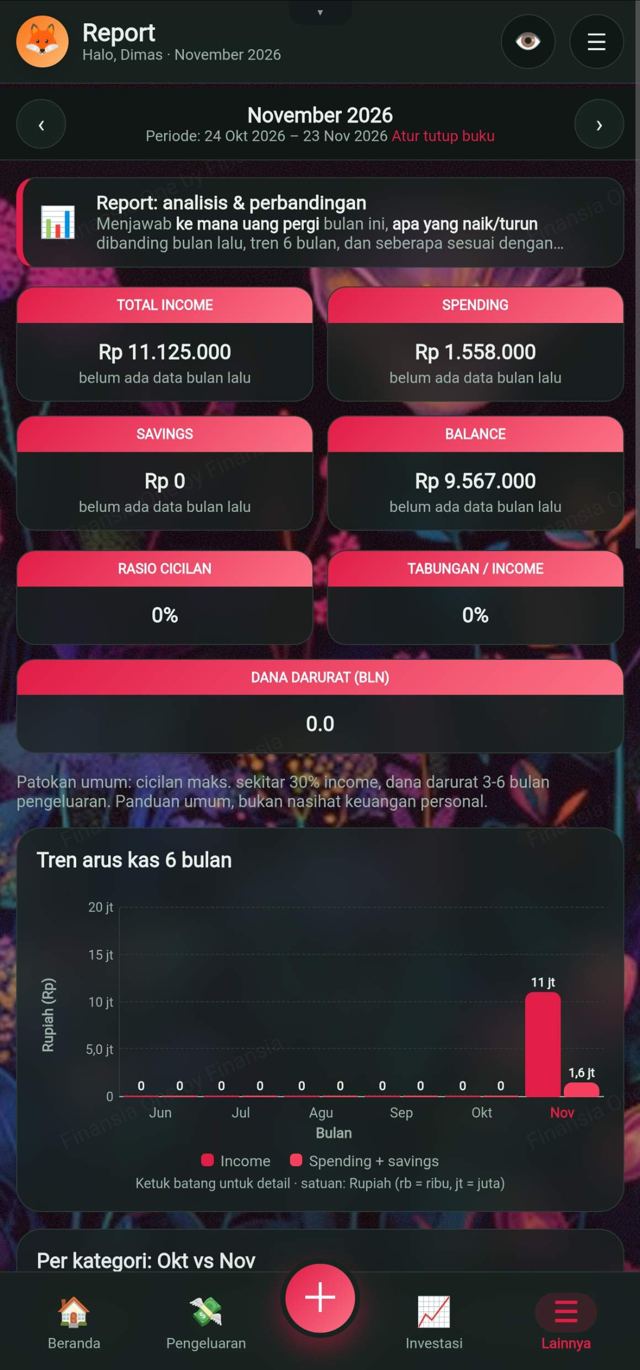 Report
Halo, Dimas · November 2026
November 2026
Periode: 24 Okt 2026 – 23 Nov 2026 Atur tutup buku
Report: analisis & perbandingan
Menjawab ke mana uang pergi bulan ini, apa yang naik/turun
dibanding bulan lalu, tren 6 bulan, dan seberapa sesuai dengan…
TOTAL INCOME
Rp 11.125.000
belum ada data bulan lalu
SPENDING
Rp 1.558.000
belum ada data bulan lalu
SAVINGS
Rp 0
belum ada data bulan lalu
BALANCE
Rp 9.567.000
belum ada data bulan lalu
RASIO CICILAN
0%
TABUNGAN / INCOME
0%
DANA DARURAT (BLN)
0.0
Patokan umum: cicilan maks. sekitar 30% income, dana darurat 3-6 bulan
pengeluaran. Panduan umum, bukan nasihat keuangan personal.
Tren arus kas 6 bulan
Rupiah (Rp)
20 jt
15 jt
10 jt
5,0 jt
0
0 0 0 0 0 0 0 0 0 0 11 jt 1,6 jt
Jun Jul Agu Sep Okt Nov
Bulan
Income Spending + savings
Ketuk batang untuk detail · satuan: Rupiah (rb = ribu, jt = juta)
Per kategori: Okt vs Nov
Beranda
Pengeluaran
Investasi
Lainnya